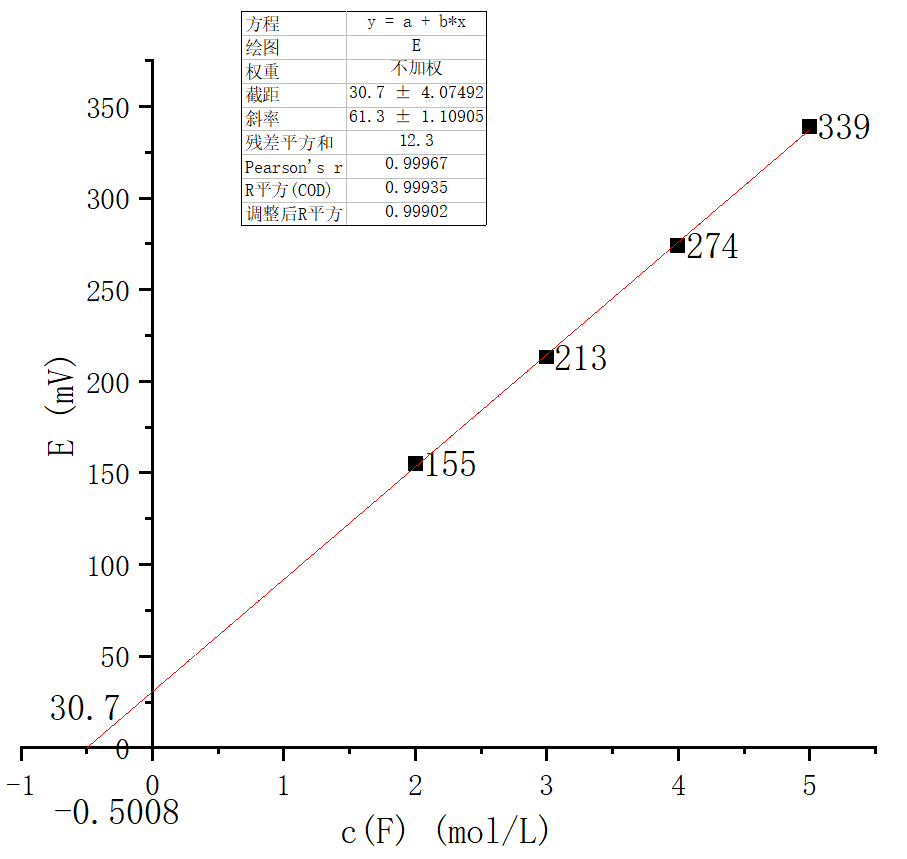 方程 y = a + b*x
绘图 E
权重 不加权
截距 30.7 ± 4.07492
斜率 61.3 ± 1.10905
残差平方和 12.3
Pearson's r 0.99967
R平方(COD) 0.99935
调整后R平方 0.99902
350
339
300
274
250
E (mV)
213
200
155
150
100
50
30.7
0
-1 0 1 2 3 4 5
-0.5008
c(F) (mol/L)